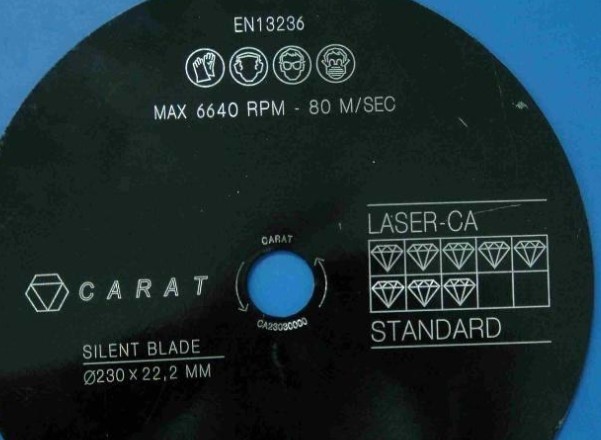 EN13236
MAX 6640 RPM - 80 M/SEC
LASER-CA
CARAT
CARAT
CA23030000
STANDARD
SILENT BLADE
Ø230 x 22,2 MM